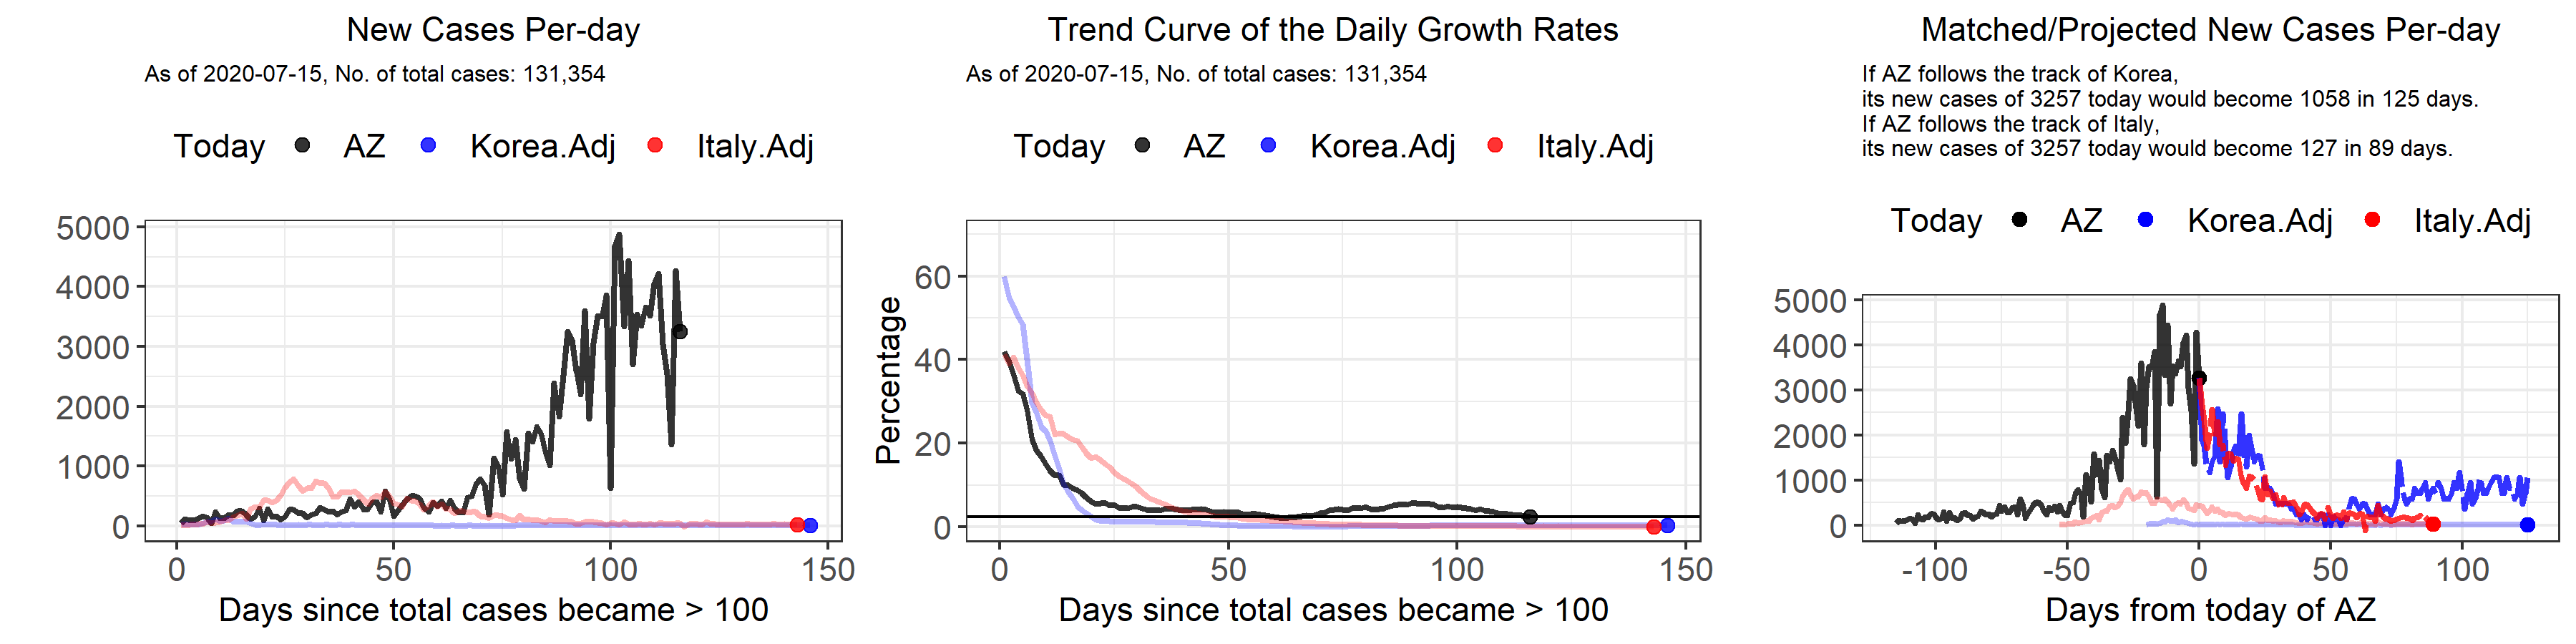 New Cases Per-day
As of 2020-07-15, No. of total cases: 131,354
Today AZ Korea.Adj Italy.Adj
5000
4000
3000
2000
1000
0
0 50 100 150
Days since total cases became > 100
Trend Curve of the Daily Growth Rates
As of 2020-07-15, No. of total cases: 131,354
Today AZ Korea.Adj Italy.Adj
Percentage
60
40
20
0
0 50 100 150
Days since total cases became > 100
Matched/Projected New Cases Per-day
If AZ follows the track of Korea,
its new cases of 3257 today would become 1058 in 125 days.
If AZ follows the track of Italy,
its new cases of 3257 today would become 127 in 89 days.
Today AZ Korea.Adj Italy.Adj
5000
4000
3000
2000
1000
0
-100 -50 0 50 100
Days from today of AZ